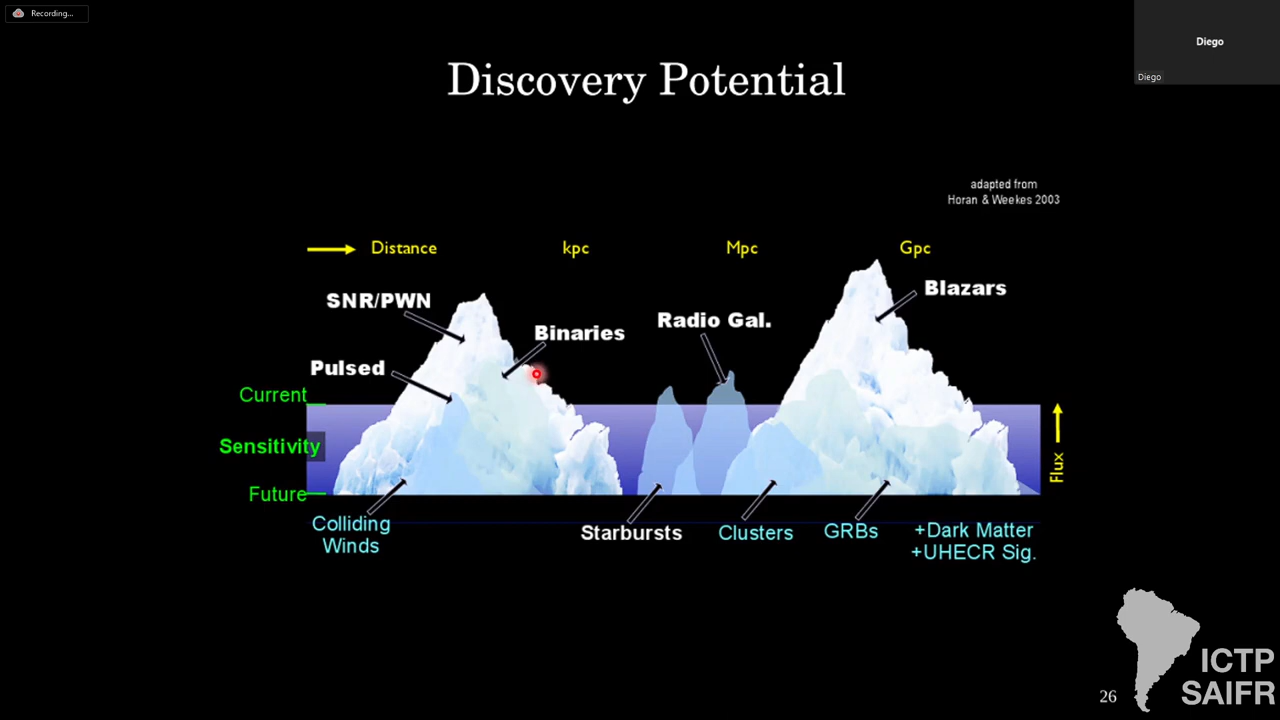 Recording...
Diego
Diego
Discovery Potential
adapted from
Horan & Weekes 2003
Distance kpc Mpc Gpc
SNR/PWN
Blazars
Binaries
Radio Gal.
Pulsed
Current
Sensitivity
Flux
Future
Colliding
Winds
Starbursts
Clusters
GRBs
+Dark Matter
+UHECR Sig.
ICTP
SAIFR
26